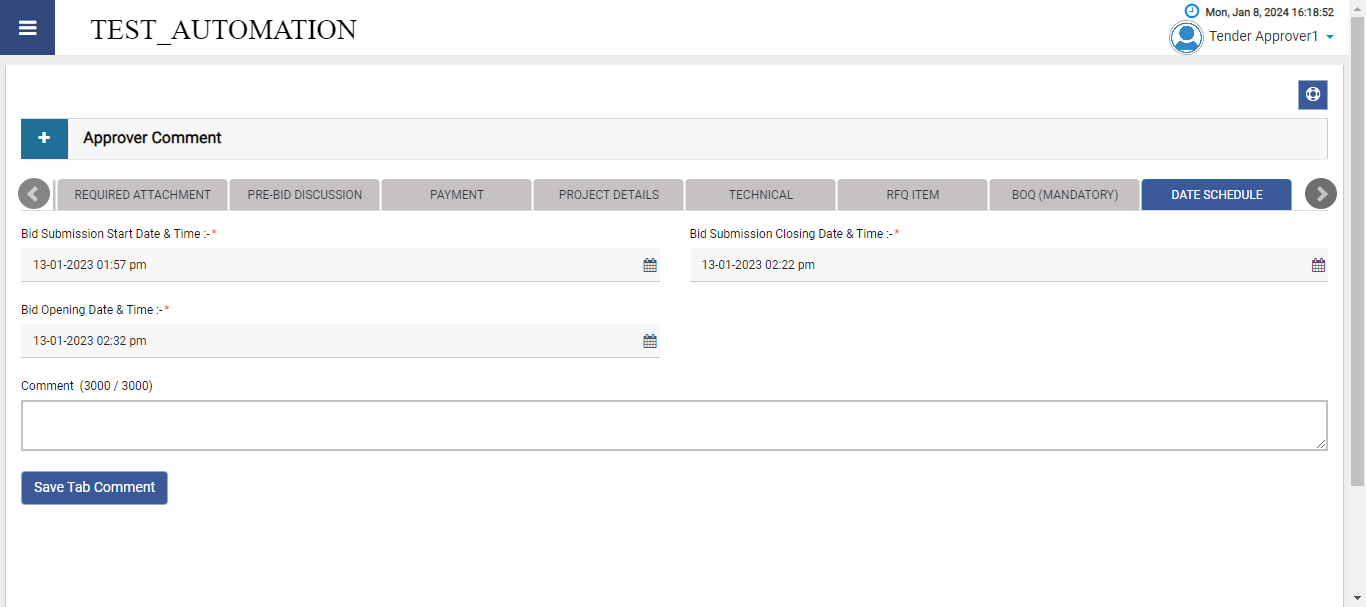 TEST_AUTOMATION
Mon, Jan 8, 2024 16:18:52
Tender Approver1
Approver Comment
REQUIRED ATTACHMENT
PRE-BID DISCUSSION
PAYMENT
PROJECT DETAILS
TECHNICAL
RFQ ITEM
BOQ (MANDATORY)
DATE SCHEDULE
Bid Submission Start Date & Time :- *
Bid Submission Closing Date & Time :- *
13-01-2023 01:57 pm
13-01-2023 02:22 pm
Bid Opening Date & Time :- *
13-01-2023 02:32 pm
Comment (3000 / 3000)
Save Tab Comment